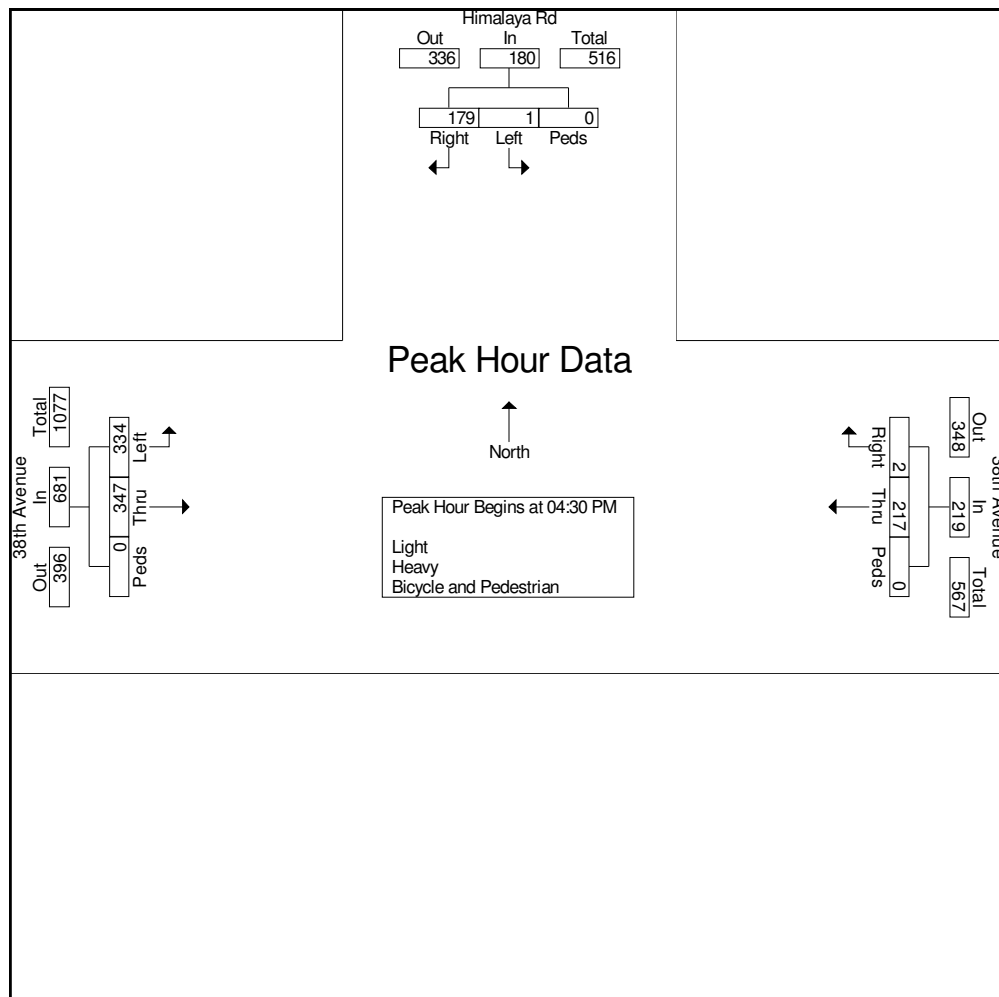 Himalaya Rd
Out In Total
336 180 516
179 1 0
Right Left Peds
Peak Hour Data
North
Peak Hour Begins at 04:30 PM
Light
Heavy
Bicycle and Pedestrian
38th Avenue
Out In Total
396 681 1077
0 347 334
Peds Thru Left
38th Avenue
Out In Total
348 219 567
2 217 0
Right Thru Peds